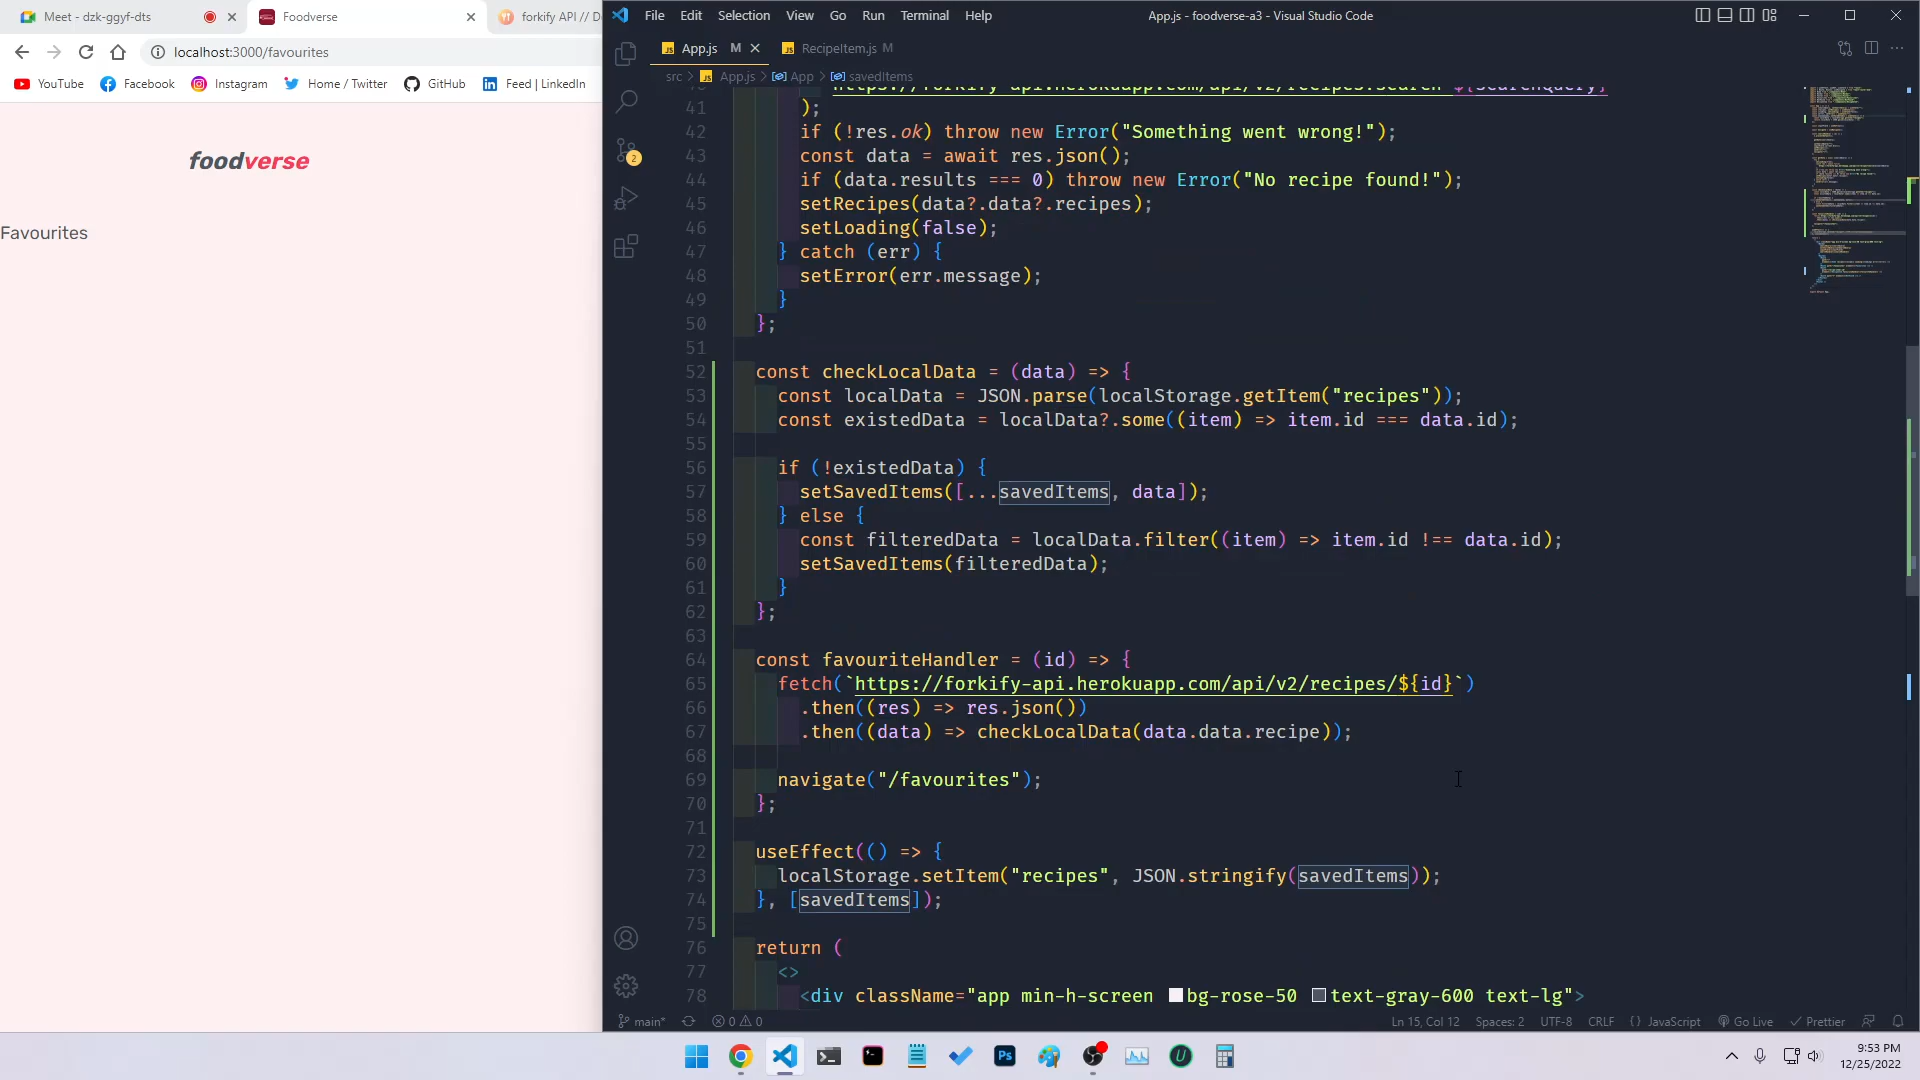 Meet - dzk-ggyf-dts
Foodverse
forkify API // D
localhost:3000/favourites
YouTube
Facebook
Instagram
Home / Twitter
GitHub
Feed | LinkedIn
foodverse
Favourites
File Edit Selection View Go Run Terminal Help
App.js - foodverse-a3 - Visual Studio Code
App.js M
RecipeItem.js M
src > App.js > App > savedItems
41 );
42 if (!res.ok) throw new Error("Something went wrong!");
43 const data = await res.json();
44 if (data.results === 0) throw new Error("No recipe found!");
45 setRecipes(data?.data?.recipes);
46 setLoading(false);
47 } catch (err) {
48 setError(err.message);
49 }
50 };
51
52 const checkLocalData = (data) => {
53 const localData = JSON.parse(localStorage.getItem("recipes"));
54 const existedData = localData?.some((item) => item.id === data.id);
55
56 if (!existedData) {
57 setSavedItems([...savedItems, data]);
58 } else {
59 const filteredData = localData.filter((item) => item.id !== data.id);
60 setSavedItems(filteredData);
61 }
62 };
63
64 const favouriteHandler = (id) => {
65 fetch(`https://forkify-api.herokuapp.com/api/v2/recipes/${id}`)
66 .then((res) => res.json())
67 .then((data) => checkLocalData(data.data.recipe));
68
69 navigate("/favourites");
70 };
71
72 useEffect(() => {
73 localStorage.setItem("recipes", JSON.stringify(savedItems));
74 }, [savedItems]);
75
76 return (
77 <>
78 <div className="app min-h-screen bg-rose-50 text-gray-600 text-lg">
2
main*
0 0
Ln 15, Col 12
Spaces: 2
UTF-8
CRLF
{} JavaScript
Go Live
Prettier
9:53 PM
12/25/2022